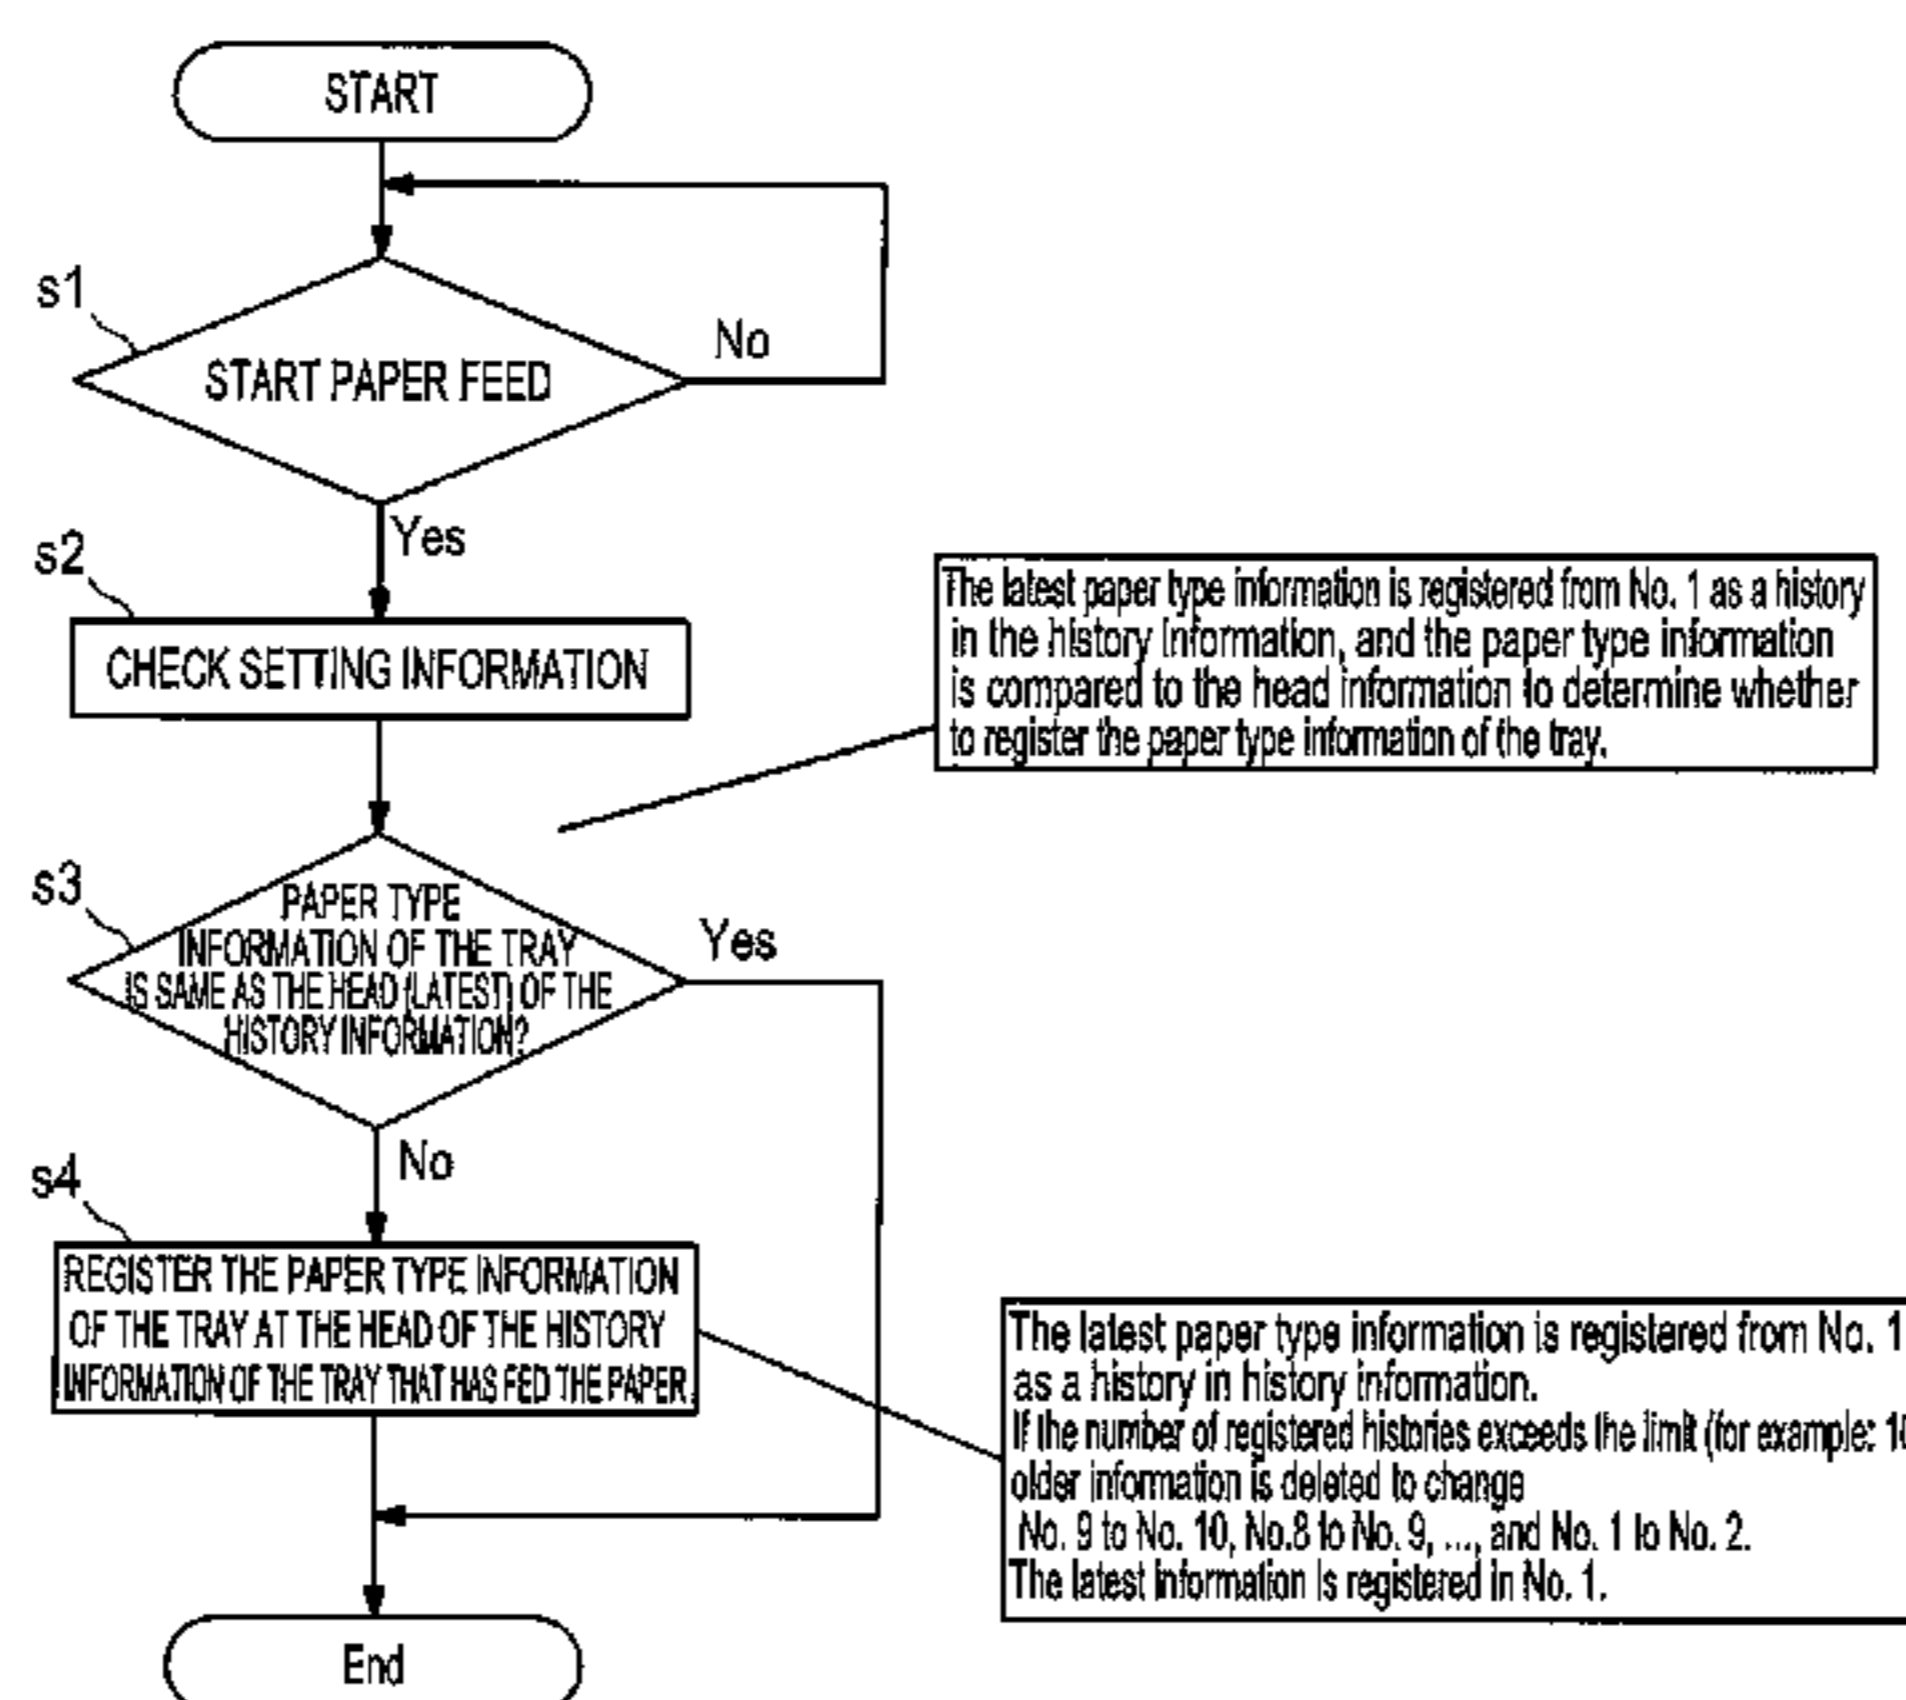 START
s1
No
START PAPER FEED
Yes
s2
CHECK SETTING INFORMATION
The latest paper type information is registered from No. 1 as a history
in the history information, and the paper type information
is compared to the head information to determine whether
to register the paper type information of the tray.
s3
PAPER TYPE
INFORMATION OF THE TRAY
IS SAME AS THE HEAD (LATEST) OF THE
HISTORY INFORMATION?
Yes
No
s4
REGISTER THE PAPER TYPE INFORMATION
OF THE TRAY AT THE HEAD OF THE HISTORY
INFORMATION OF THE TRAY THAT HAS FED THE PAPER
The latest paper type information is registered from No. 1
as a history in history information.
If the number of registered histories exceeds the limit (for example: 10
older information is deleted to change
No. 9 to No. 10, No.8 to No. 9, ..., and No. 1 to No. 2.
The latest information is registered in No. 1.
End